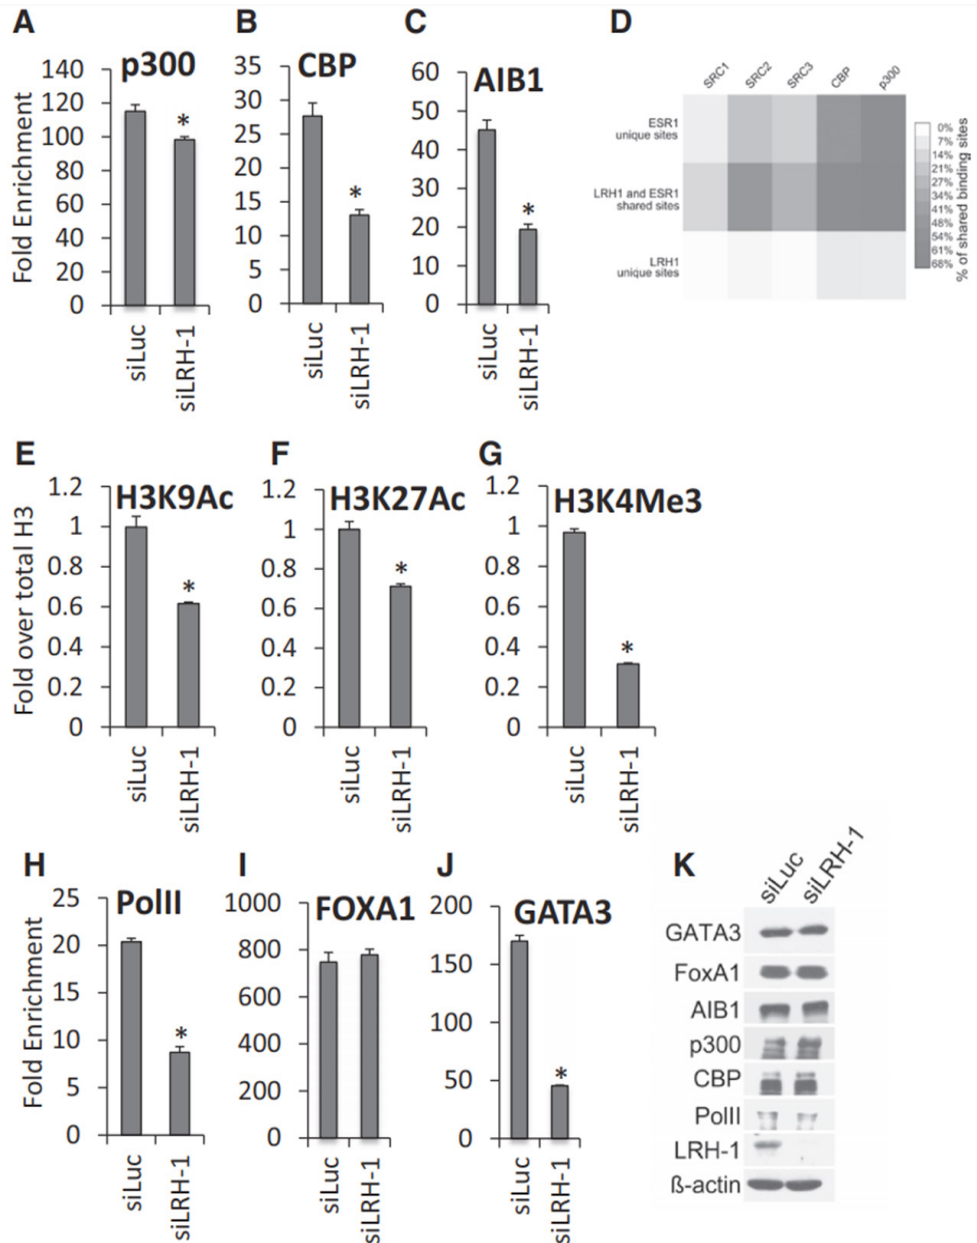 A
B
C
D
p300
CBP
AIB1
Fold Enrichment
140
120
100
80
60
40
20
0
*
siLuc
siLRH-1
35
30
25
20
15
10
5
0
*
siLuc
siLRH-1
60
50
40
30
20
10
0
*
siLuc
siLRH-1
SRC1
SRC2
SRC3
CBP
p300
ESR1
unique sites
LRH1 and ESR1
shared sites
LRH1
unique sites
0%
7%
14%
21%
27%
34%
41%
48%
54%
61%
68%
% of shared binding sites
E
F
G
H3K9Ac
H3K27Ac
H3K4Me3
Fold over total H3
1.2
1
0.8
0.6
0.4
0.2
0
*
siLuc
siLRH-1
1.2
1
0.8
0.6
0.4
0.2
0
*
siLuc
siLRH-1
1.2
1
0.8
0.6
0.4
0.2
0
*
siLuc
siLRH-1
H
I
J
K
PolII
FOXA1
GATA3
Fold Enrichment
25
20
15
10
5
0
*
siLuc
siLRH-1
1000
800
600
400
200
0
siLuc
siLRH-1
200
150
100
50
0
*
siLuc
siLRH-1
siLuc
siLRH-1
GATA3
FoxA1
AIB1
p300
CBP
PolII
LRH-1
ß-actin